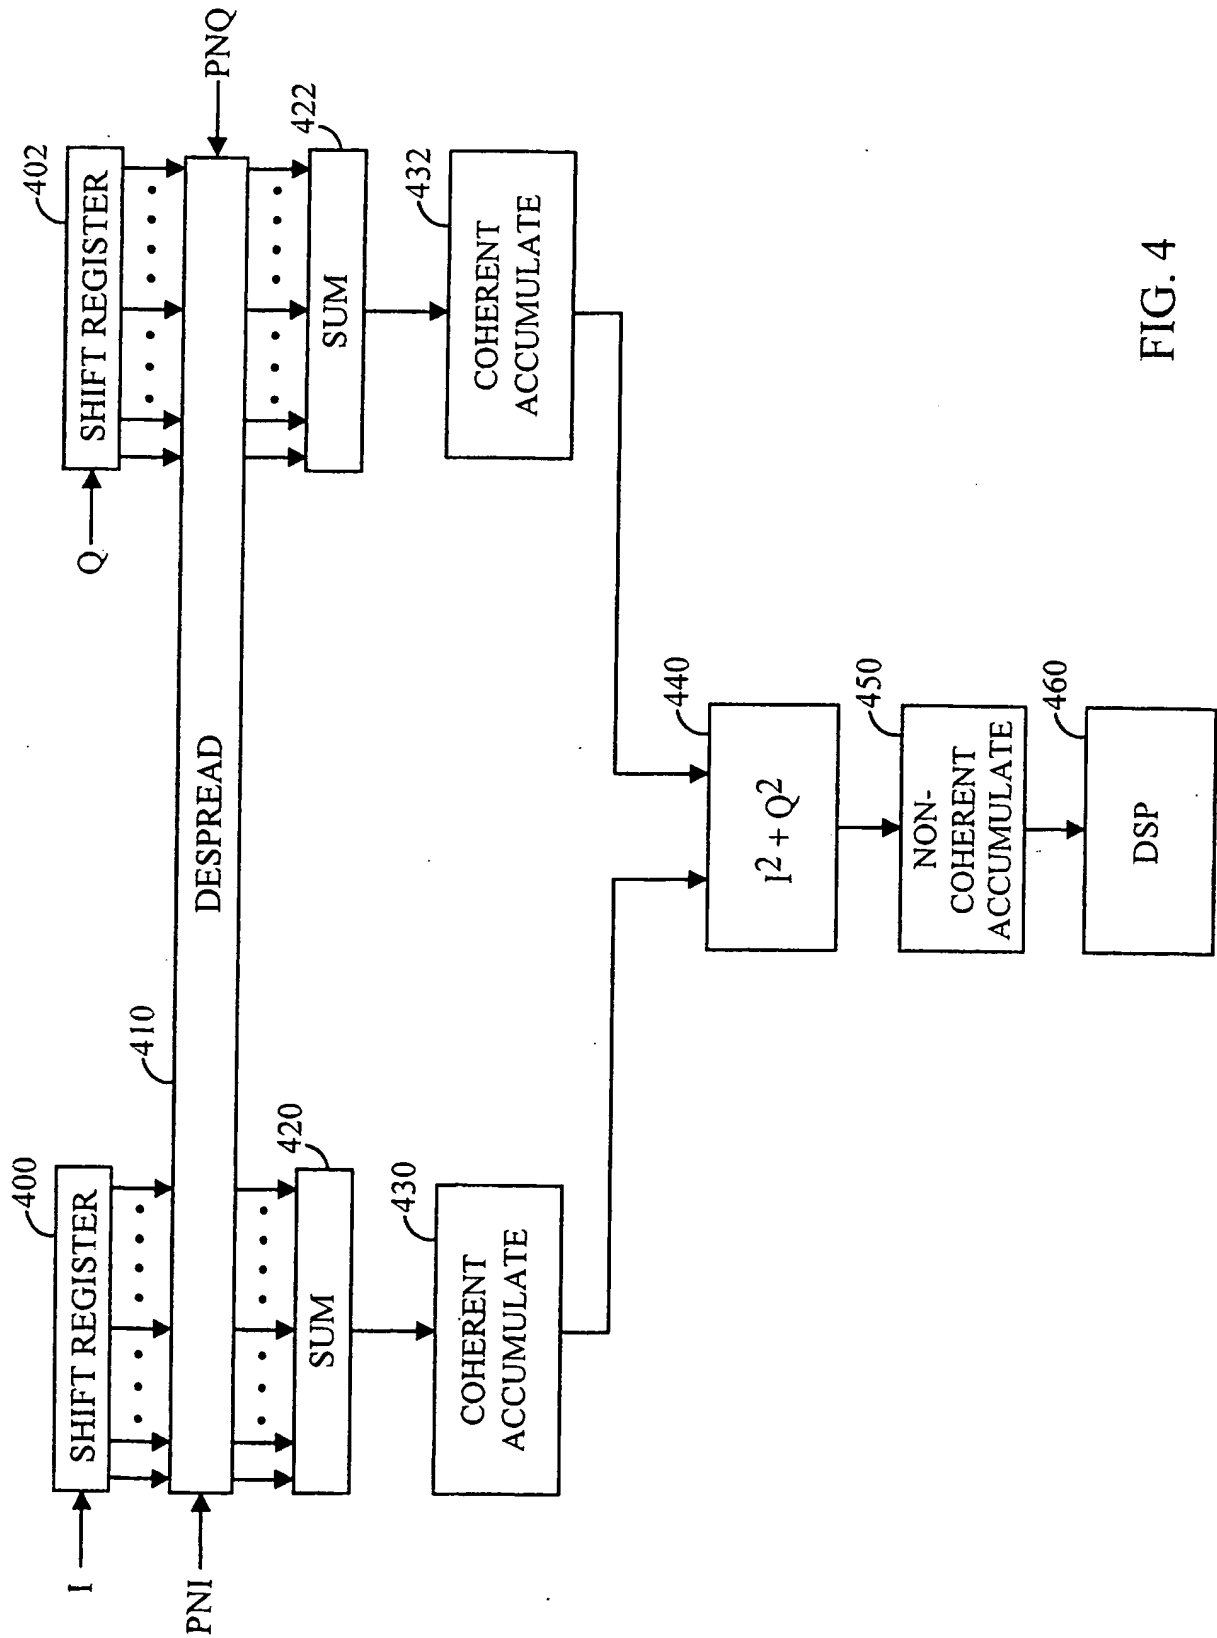 I
SHIFT REGISTER
400
PNI
410
DESPREAD
420
SUM
430
COHERENT
ACCUMULATE
Q
SHIFT REGISTER
402
PNQ
422
SUM
432
COHERENT
ACCUMULATE
440
I² + Q²
450
NON-
COHERENT
ACCUMULATE
460
DSP
FIG. 4